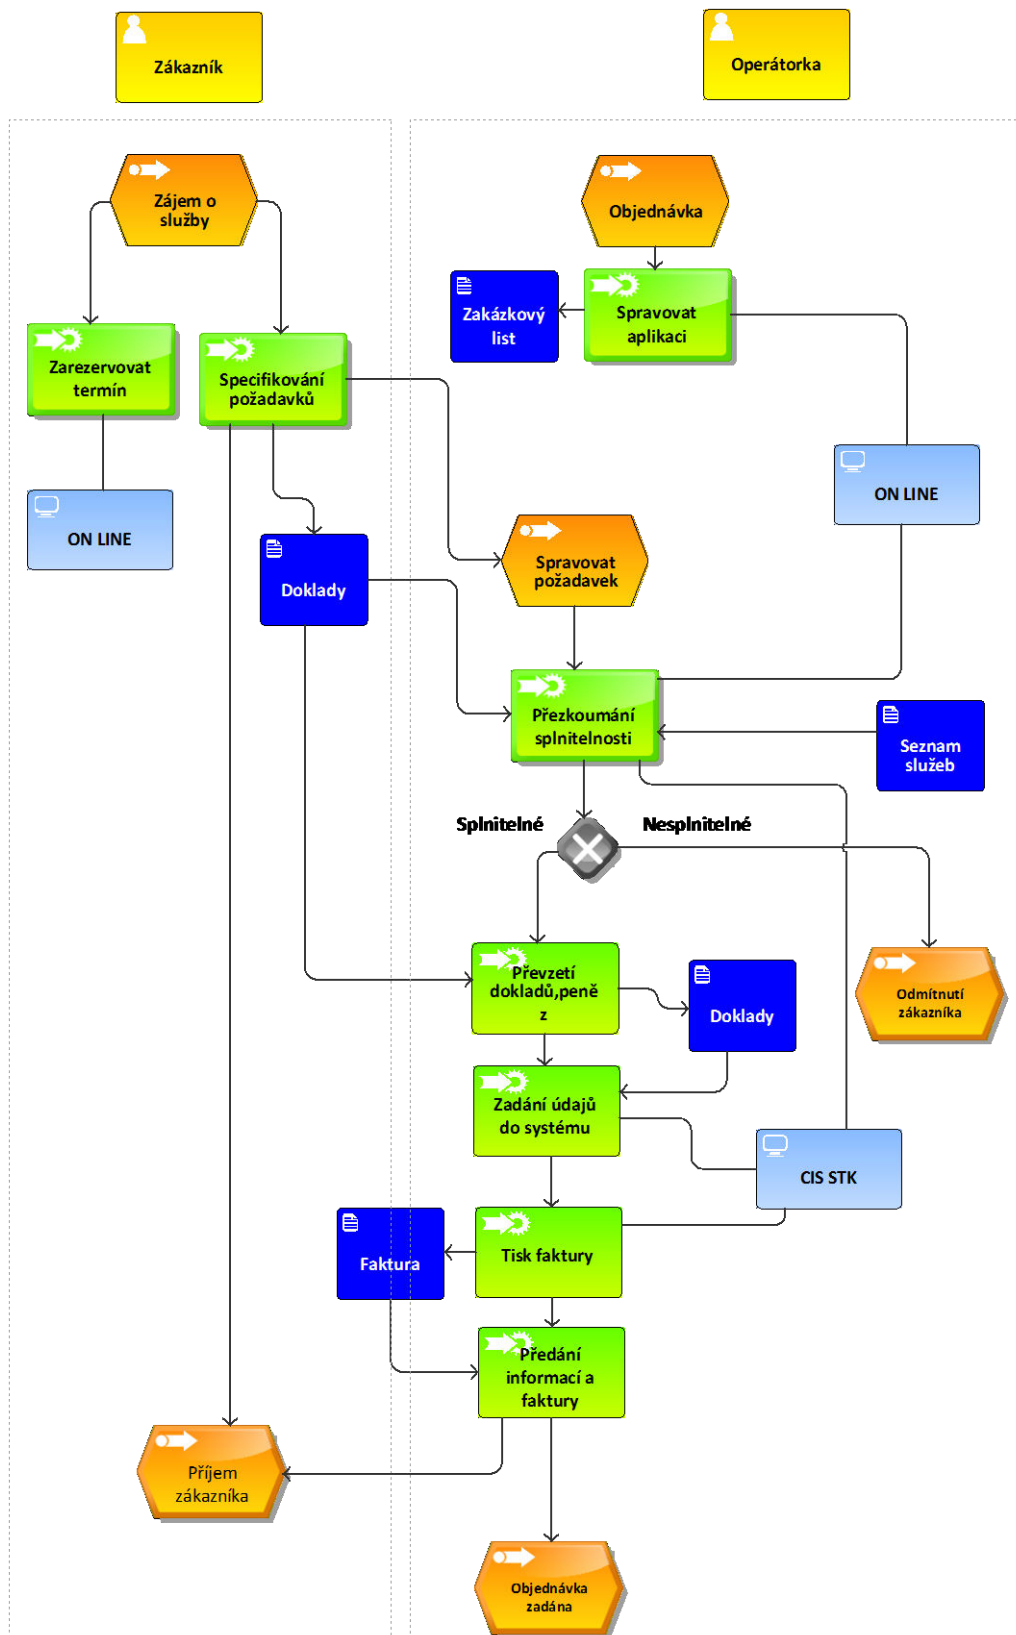 Zákazník
Operátorka
Zájem o
služby
Objednávka
Zakázkový
list
Spravovat
aplikaci
Zarezervovat
termín
Specifikování
požadavků
ON LINE
ON LINE
Doklady
Spravovat
požadavek
Přezkoumání
splnitelnosti
Seznam
služeb
Splnitelné
Nesplnitelné
Převzetí
dokladů,peně
z
Doklady
Odmítnutí
zákazníka
Zadání údajů
do systému
CIS STK
Faktura
Tisk faktury
Předání
informací a
faktury
Příjem
zákazníka
Objednávka
zadána